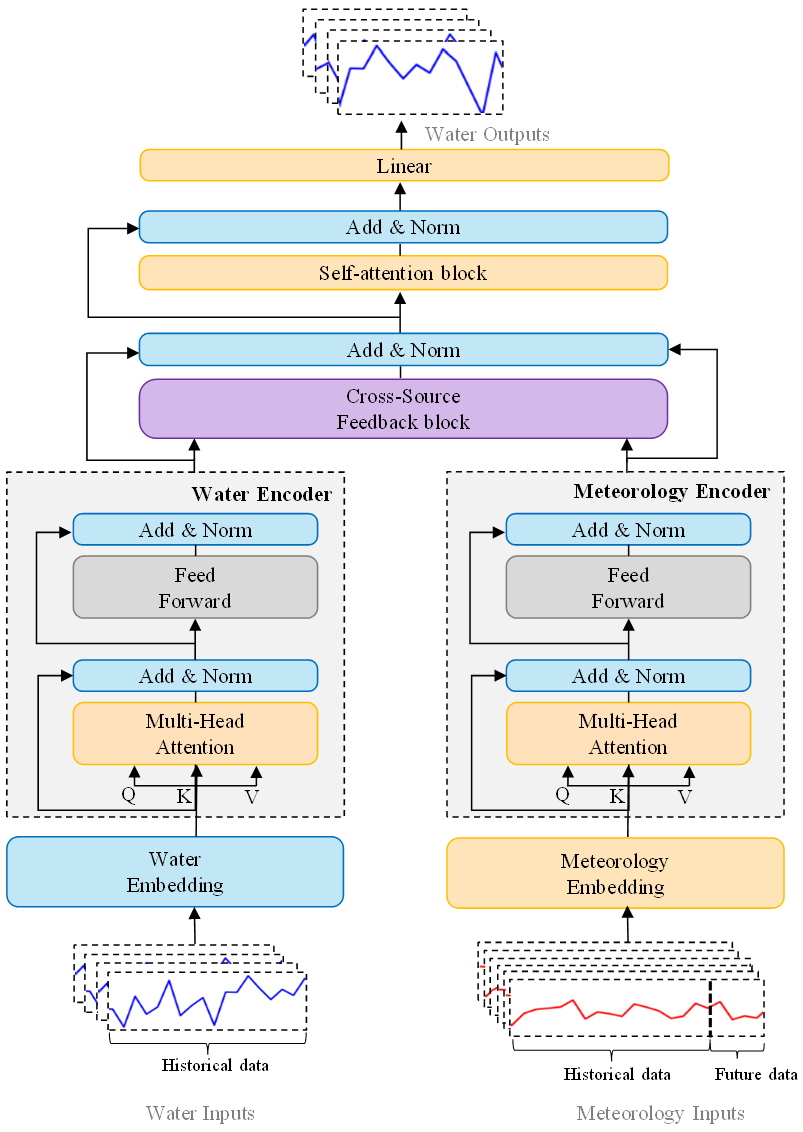 Water Outputs
Linear
Add & Norm
Self-attention block
Add & Norm
Cross-Source
Feedback block
Water Encoder
Add & Norm
Feed
Forward
Add & Norm
Multi-Head
Attention
Q K V
Water
Embedding
Historical data
Water Inputs
Meteorology Encoder
Add & Norm
Feed
Forward
Add & Norm
Multi-Head
Attention
Q K V
Meteorology
Embedding
Historical data
Future data
Meteorology Inputs